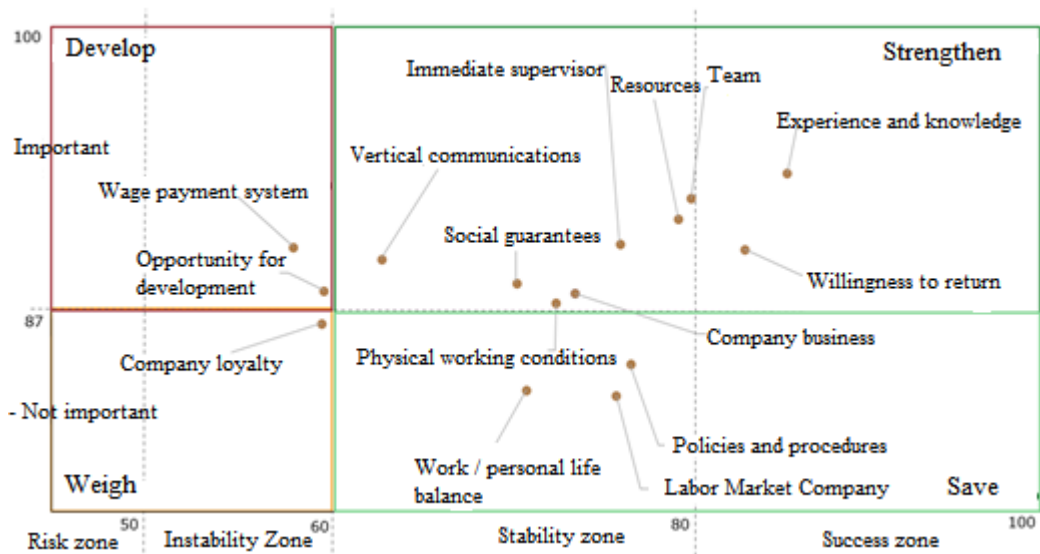 100
Develop
Strengthen
Immediate supervisor
Resources
Team
Experience and knowledge
Important
Vertical communications
Wage payment system
Social guarantees
Opportunity for
development
Willingness to return
87
Company business
Physical working conditions
Company loyalty
- Not important
Policies and procedures
Work / personal life
balance
Labor Market Company
Weigh
Save
50
60
80
100
Risk zone
Instability Zone
Stability zone
Success zone